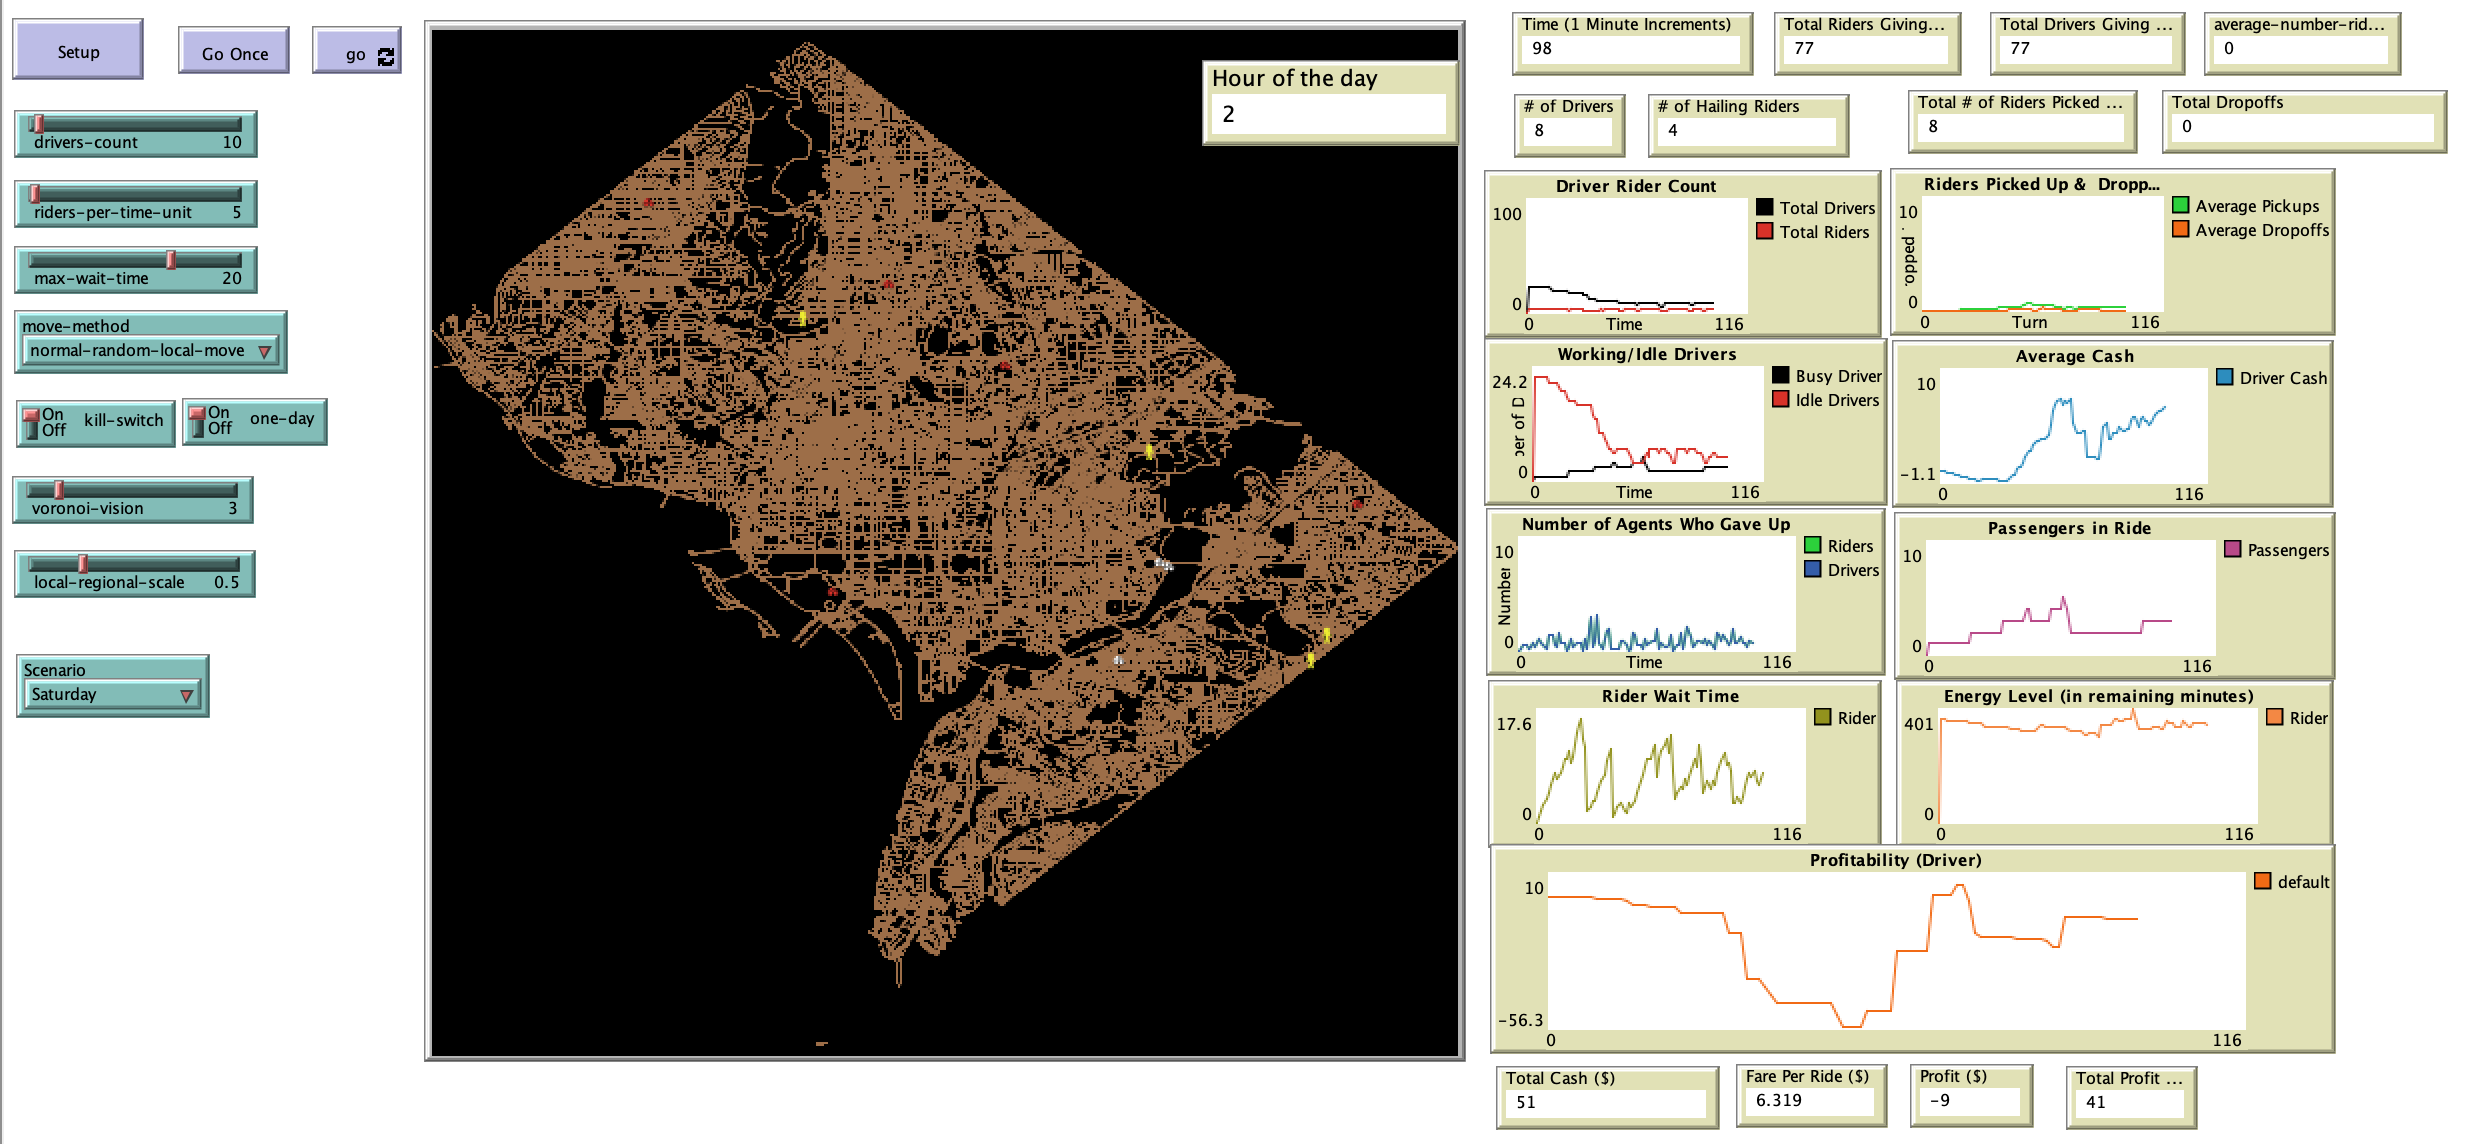 Setup
Go Once
go
drivers-count 10
riders-per-time-unit 5
max-wait-time 20
move-method
normal-random-local-move
On
Off
kill-switch
On
Off
one-day
voronoi-vision 3
local-regional-scale 0.5
Scenario
Saturday
Hour of the day
2
Time (1 Minute Increments)
98
Total Riders Giving...
77
Total Drivers Giving ...
77
average-number-rid...
0
# of Drivers
8
# of Hailing Riders
4
Total # of Riders Picked ...
8
Total Dropoffs
0
Driver Rider Count
100
0
0 Time 116
Total Drivers
Total Riders
Riders Picked Up & Dropp...
10
opped
0
0 Turn 116
Average Pickups
Average Dropoffs
Working/Idle Drivers
24.2
ber of D
0
0 Time 116
Busy Driver
Idle Drivers
Average Cash
10
-1.1
0 116
Driver Cash
Number of Agents Who Gave Up
10
Number
0
0 Time 116
Riders
Drivers
Passengers in Ride
10
0
0 116
Passengers
Rider Wait Time
17.6
0
0 116
Rider
Energy Level (in remaining minutes)
401
0
0 116
Rider
Profitability (Driver)
10
-56.3
0 116
default
Total Cash ($)
51
Fare Per Ride ($)
6.319
Profit ($)
-9
Total Profit ...
41